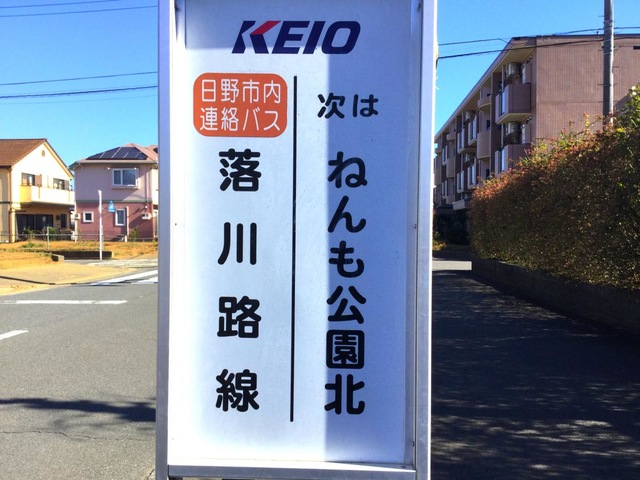 KEIO
日野市内
連絡バス
落川路線
次は
ねんも公園北